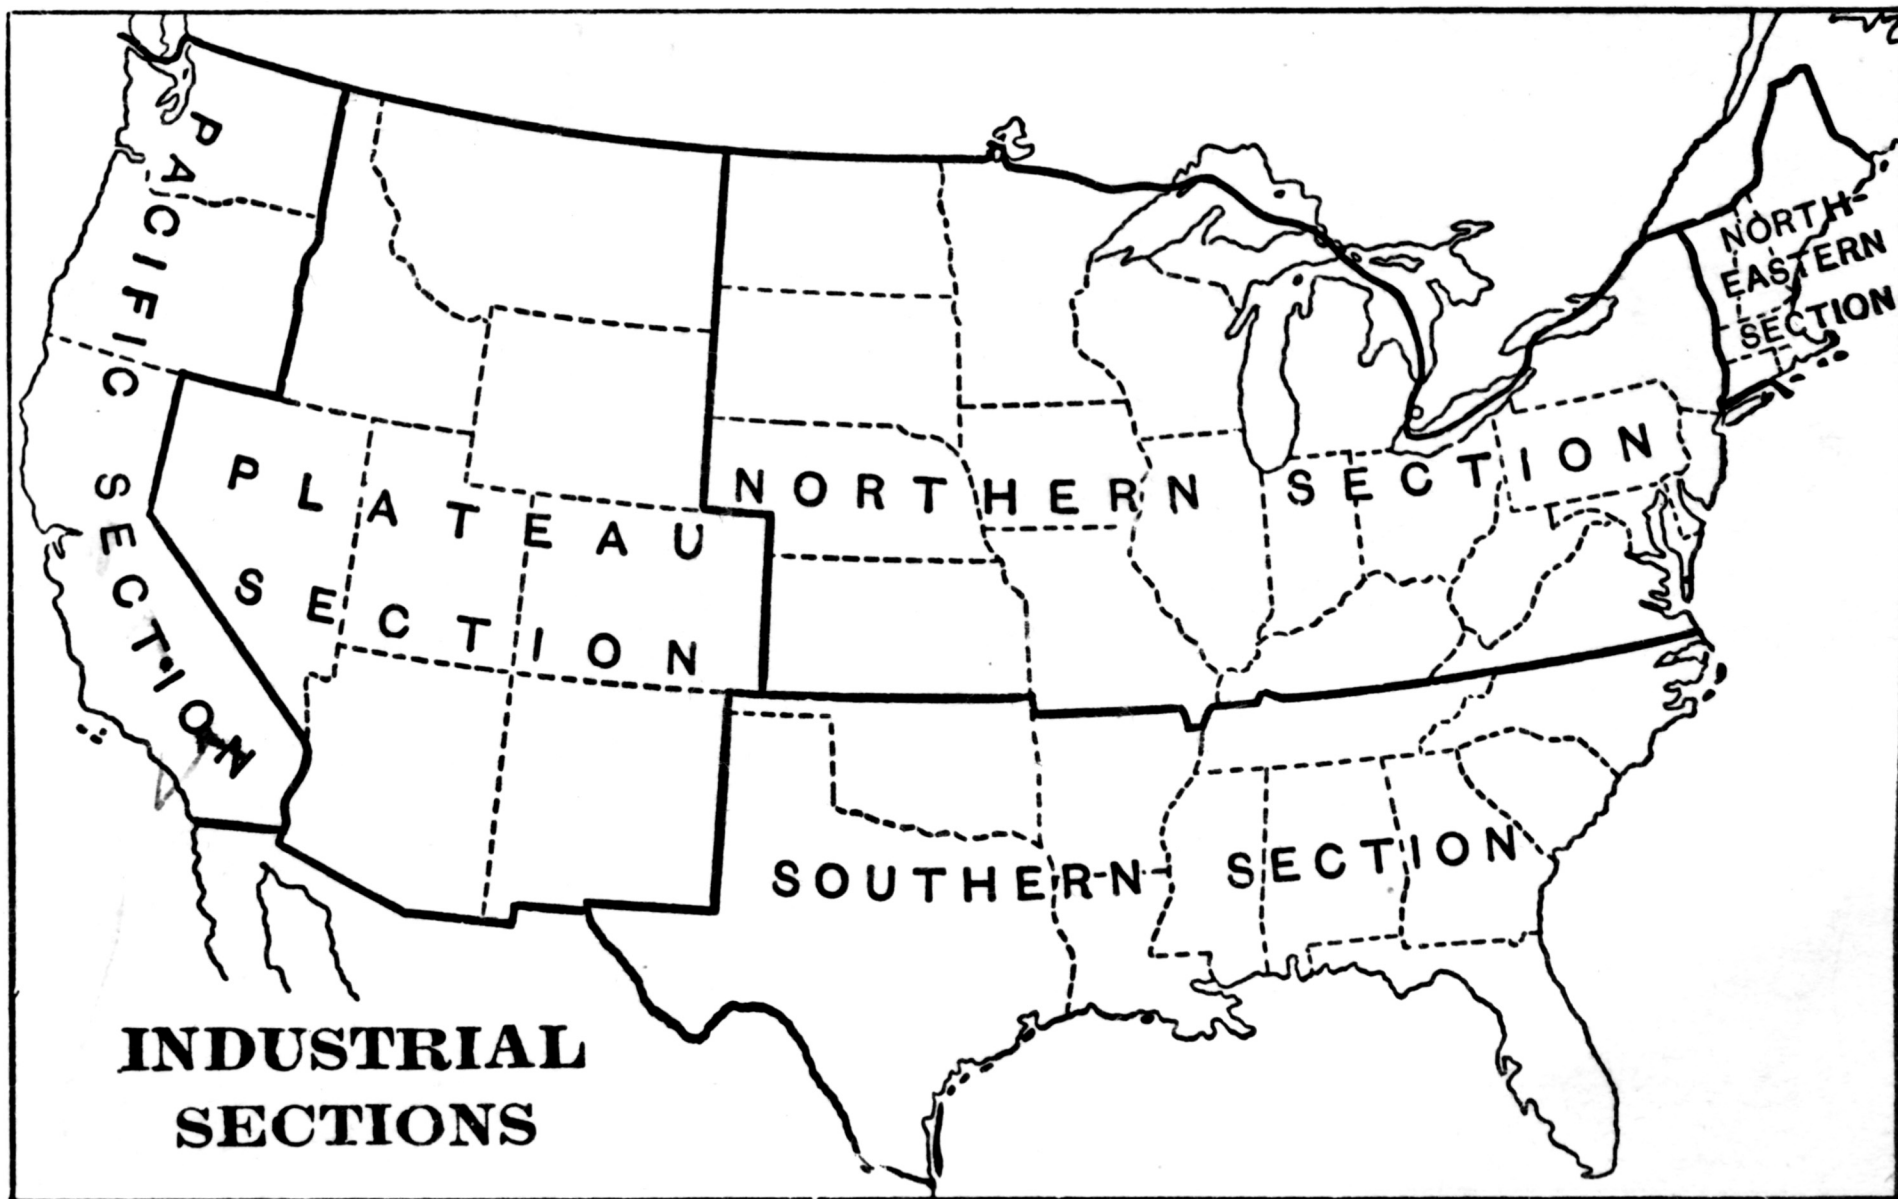 PACIFIC SECTION
PLATEAU
SECTION
NORTHERN SECTION
NORTH-
EASTERN
SECTION
SOUTHERN SECTION
INDUSTRIAL
SECTIONS